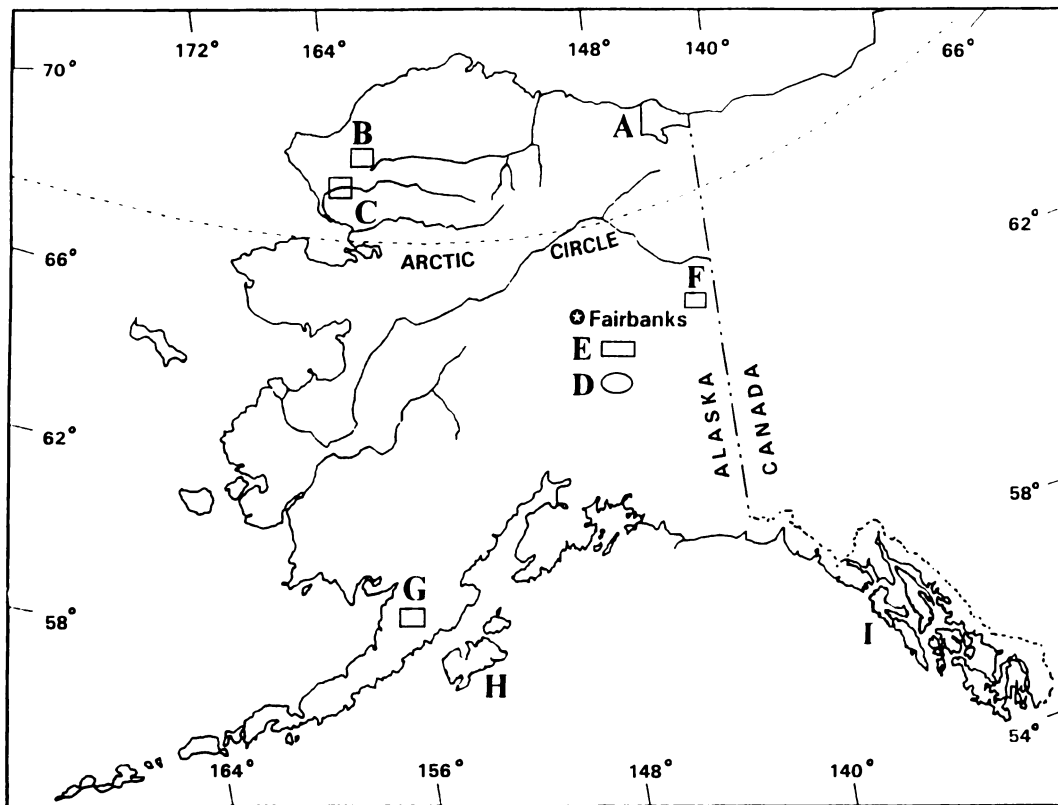 172° 164° 148° 140° 66°
70°
A
B
C
62°
66° ARCTIC CIRCLE
F
Fairbanks
E
D
ALASKA
CANADA
62°
58°
G
58°
I
H
54°
164° 156° 148° 140°